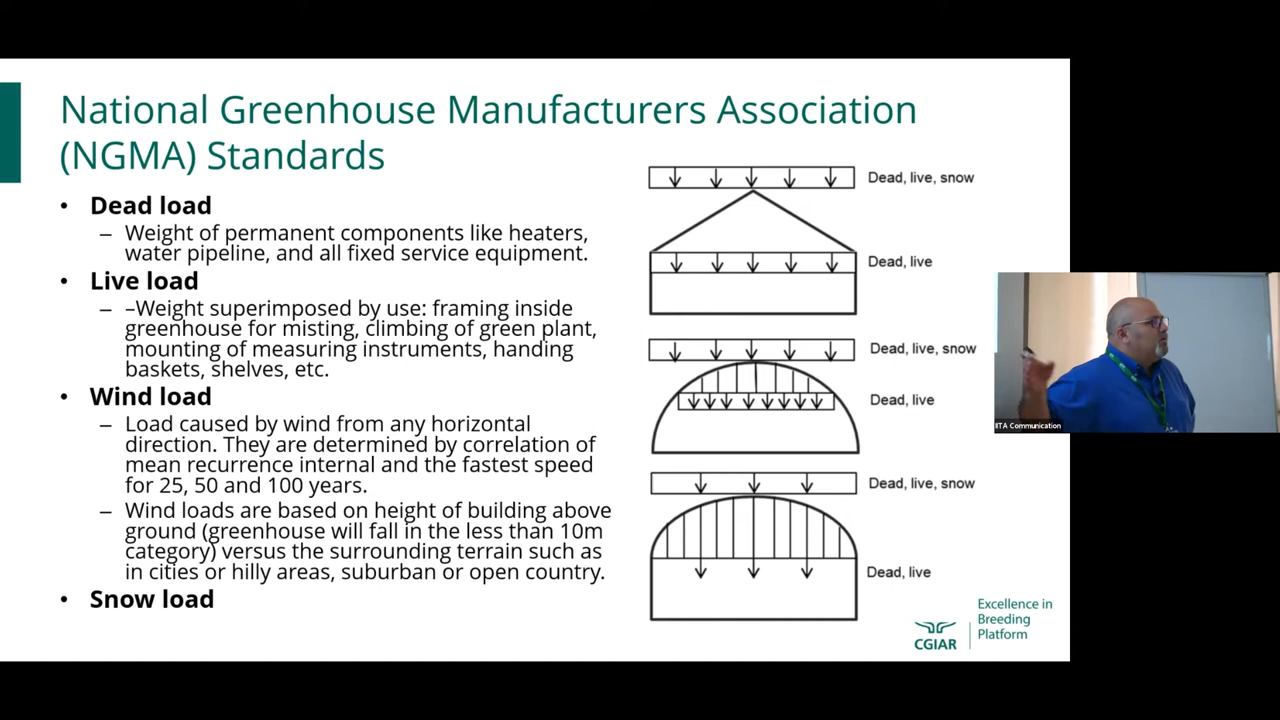 National Greenhouse Manufacturers Association
(NGMA) Standards
• Dead load
– Weight of permanent components like heaters,
water pipeline, and all fixed service equipment.
• Live load
– –Weight superimposed by use: framing inside
greenhouse for misting, climbing of green plant,
mounting of measuring instruments, handing
baskets, shelves, etc.
• Wind load
– Load caused by wind from any horizontal
direction. They are determined by correlation of
mean recurrence internal and the fastest speed
for 25, 50 and 100 years.
– Wind loads are based on height of building above
ground (greenhouse will fall in the less than 10m
category) versus the surrounding terrain such as
in cities or hilly areas, suburban or open country.
• Snow load
Dead, live, snow
Dead, live
Dead, live, snow
Dead, live
Dead, live, snow
Dead, live
CGIAR
Excellence in
Breeding
Platform
IITA Communication